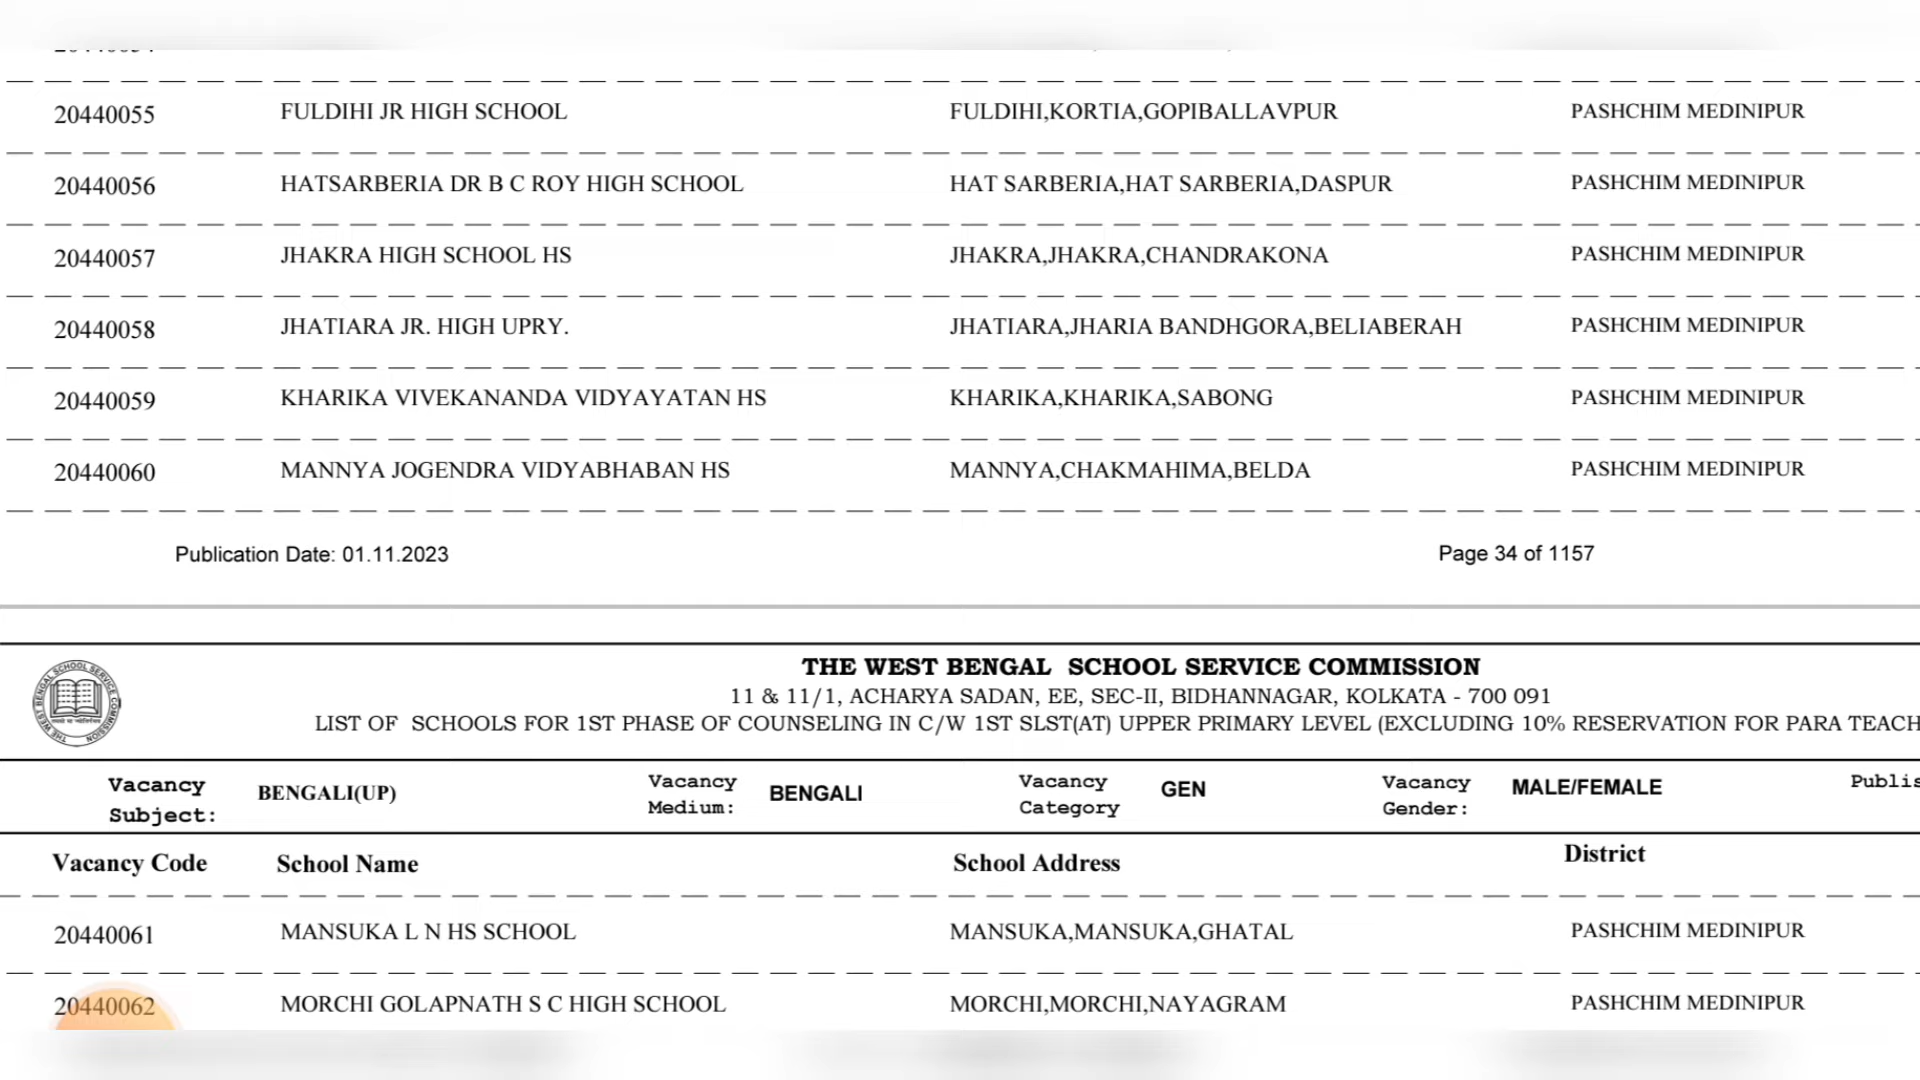 20440055 FULDIHI JR HIGH SCHOOL FULDIHI,KORTIA,GOPIBALLAVPUR PASHCHIM MEDINIPUR
20440056 HATSARBERIA DR B C ROY HIGH SCHOOL HAT SARBERIA,HAT SARBERIA,DASPUR PASHCHIM MEDINIPUR
20440057 JHAKRA HIGH SCHOOL HS JHAKRA,JHAKRA,CHANDRAKONA PASHCHIM MEDINIPUR
20440058 JHATIARA JR. HIGH UPRY. JHATIARA,JHARIA BANDHGORA,BELIABERAH PASHCHIM MEDINIPUR
20440059 KHARIKA VIVEKANANDA VIDYAYATAN HS KHARIKA,KHARIKA,SABONG PASHCHIM MEDINIPUR
20440060 MANNYA JOGENDRA VIDYABHABAN HS MANNYA,CHAKMAHIMA,BELDA PASHCHIM MEDINIPUR
Publication Date: 01.11.2023 Page 34 of 1157
THE WEST BENGAL SCHOOL SERVICE COMMISSION
11 & 11/1, ACHARYA SADAN, EE, SEC-II, BIDHANNAGAR, KOLKATA - 700 091
LIST OF SCHOOLS FOR 1ST PHASE OF COUNSELING IN C/W 1ST SLST(AT) UPPER PRIMARY LEVEL (EXCLUDING 10% RESERVATION FOR PARA TEACH
Vacancy Subject: BENGALI(UP) Vacancy Medium: BENGALI Vacancy Category GEN Vacancy Gender: MALE/FEMALE Publis
Vacancy Code School Name School Address District
20440061 MANSUKA L N HS SCHOOL MANSUKA,MANSUKA,GHATAL PASHCHIM MEDINIPUR
20440062 MORCHI GOLAPNATH S C HIGH SCHOOL MORCHI,MORCHI,NAYAGRAM PASHCHIM MEDINIPUR